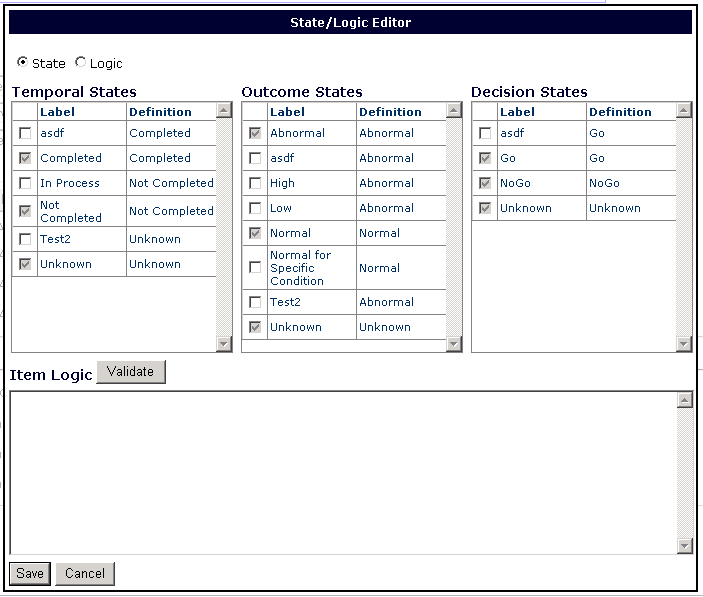 State/Logic Editor
State Logic
Temporal States
Label Definition
asdf Completed
Completed Completed
In Process Not Completed
Not
Completed Not Completed
Test2 Unknown
Unknown Unknown
Outcome States
Label Definition
Abnormal Abnormal
asdf Abnormal
High Abnormal
Low Abnormal
Normal Normal
Normal for
Specific
Condition Normal
Test2 Abnormal
Unknown Unknown
Decision States
Label Definition
asdf Go
Go Go
NoGo NoGo
Unknown Unknown
Item Logic Validate
Save Cancel